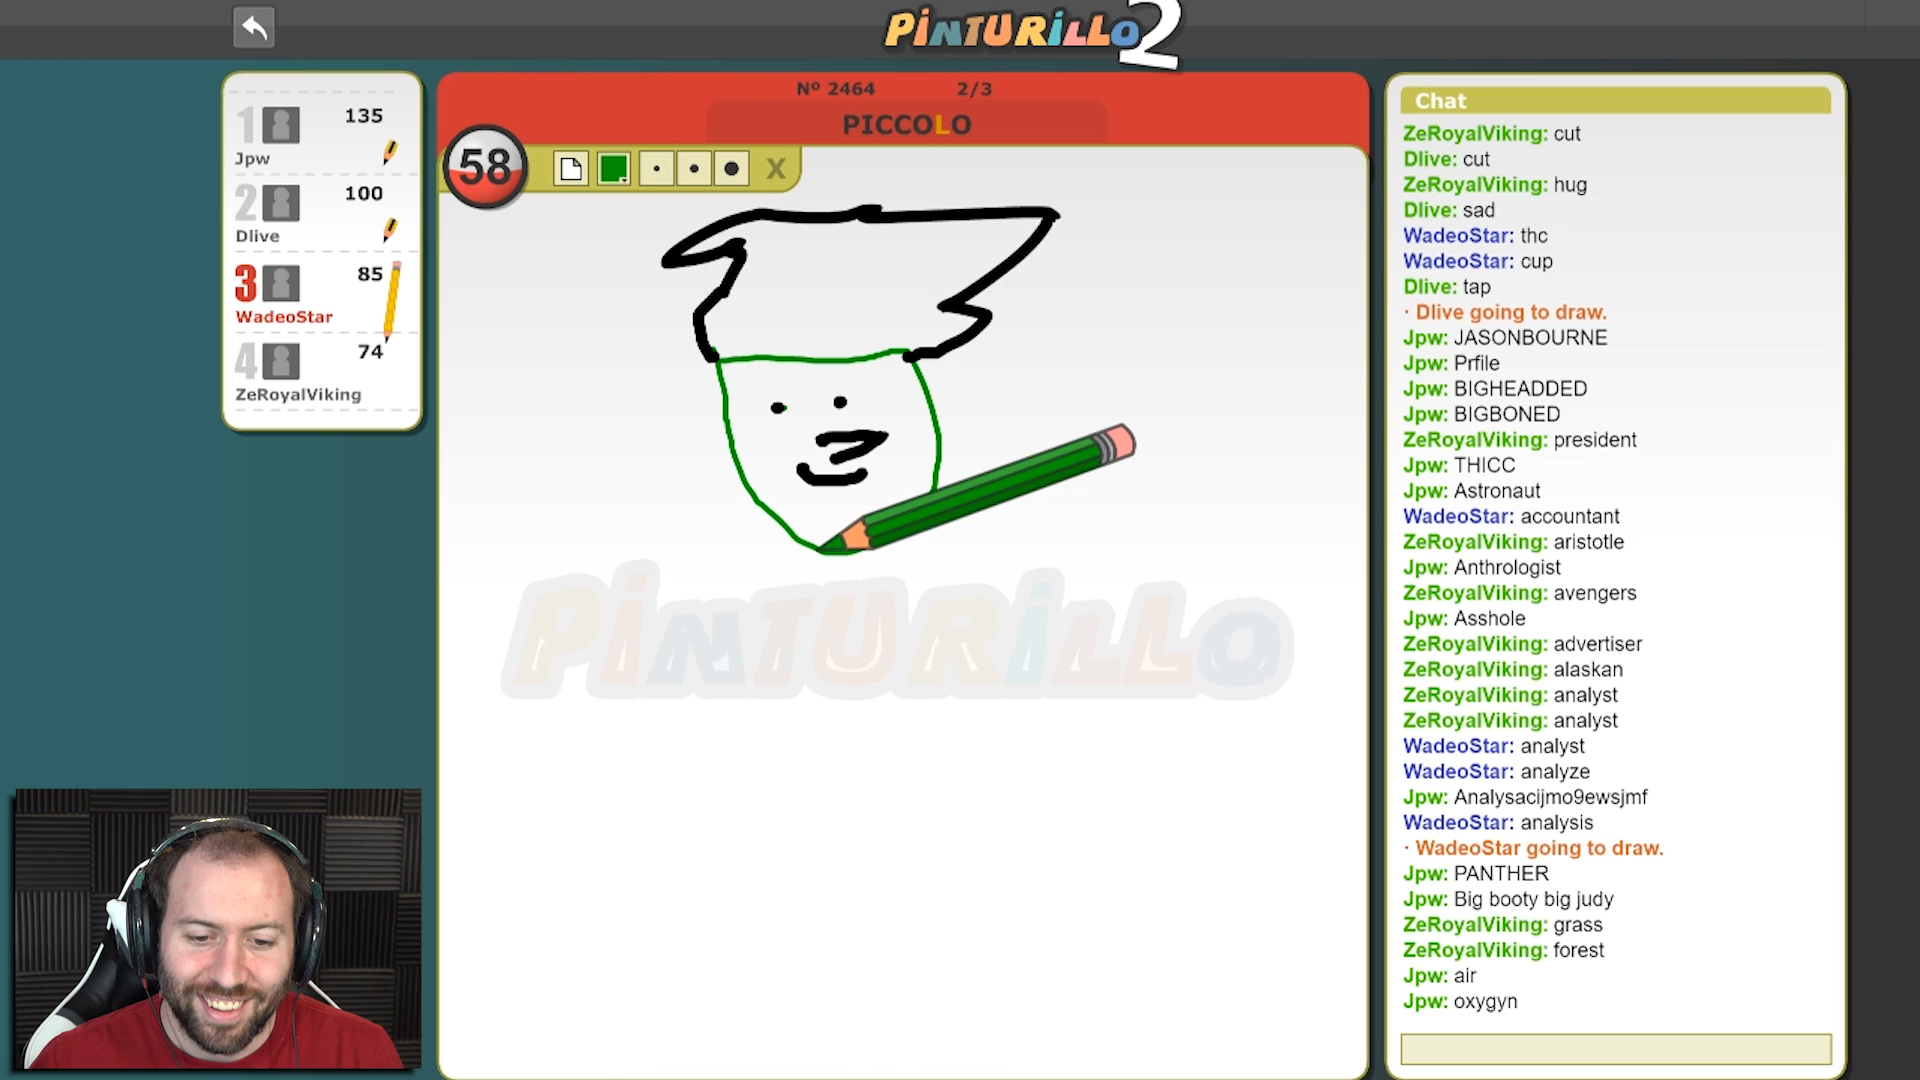 PiNTURiLLO2
1 135
Jpw
2 100
Dlive
3 85
WadeoStar
4 74
ZeRoyalViking
Nº 2464 2/3
PICCOLO
58 X
PiNTURiLLO
Chat
ZeRoyalViking: cut
Dlive: cut
ZeRoyalViking: hug
Dlive: sad
WadeoStar: thc
WadeoStar: cup
Dlive: tap
· Dlive going to draw.
Jpw: JASONBOURNE
Jpw: Prfile
Jpw: BIGHEADDED
Jpw: BIGBONED
ZeRoyalViking: president
Jpw: THICC
Jpw: Astronaut
WadeoStar: accountant
ZeRoyalViking: aristotle
Jpw: Anthrologist
ZeRoyalViking: avengers
Jpw: Asshole
ZeRoyalViking: advertiser
ZeRoyalViking: alaskan
ZeRoyalViking: analyst
ZeRoyalViking: analyst
WadeoStar: analyst
WadeoStar: analyze
Jpw: Analysacijmo9ewsjmf
WadeoStar: analysis
· WadeoStar going to draw.
Jpw: PANTHER
Jpw: Big booty big judy
ZeRoyalViking: grass
ZeRoyalViking: forest
Jpw: air
Jpw: oxygyn